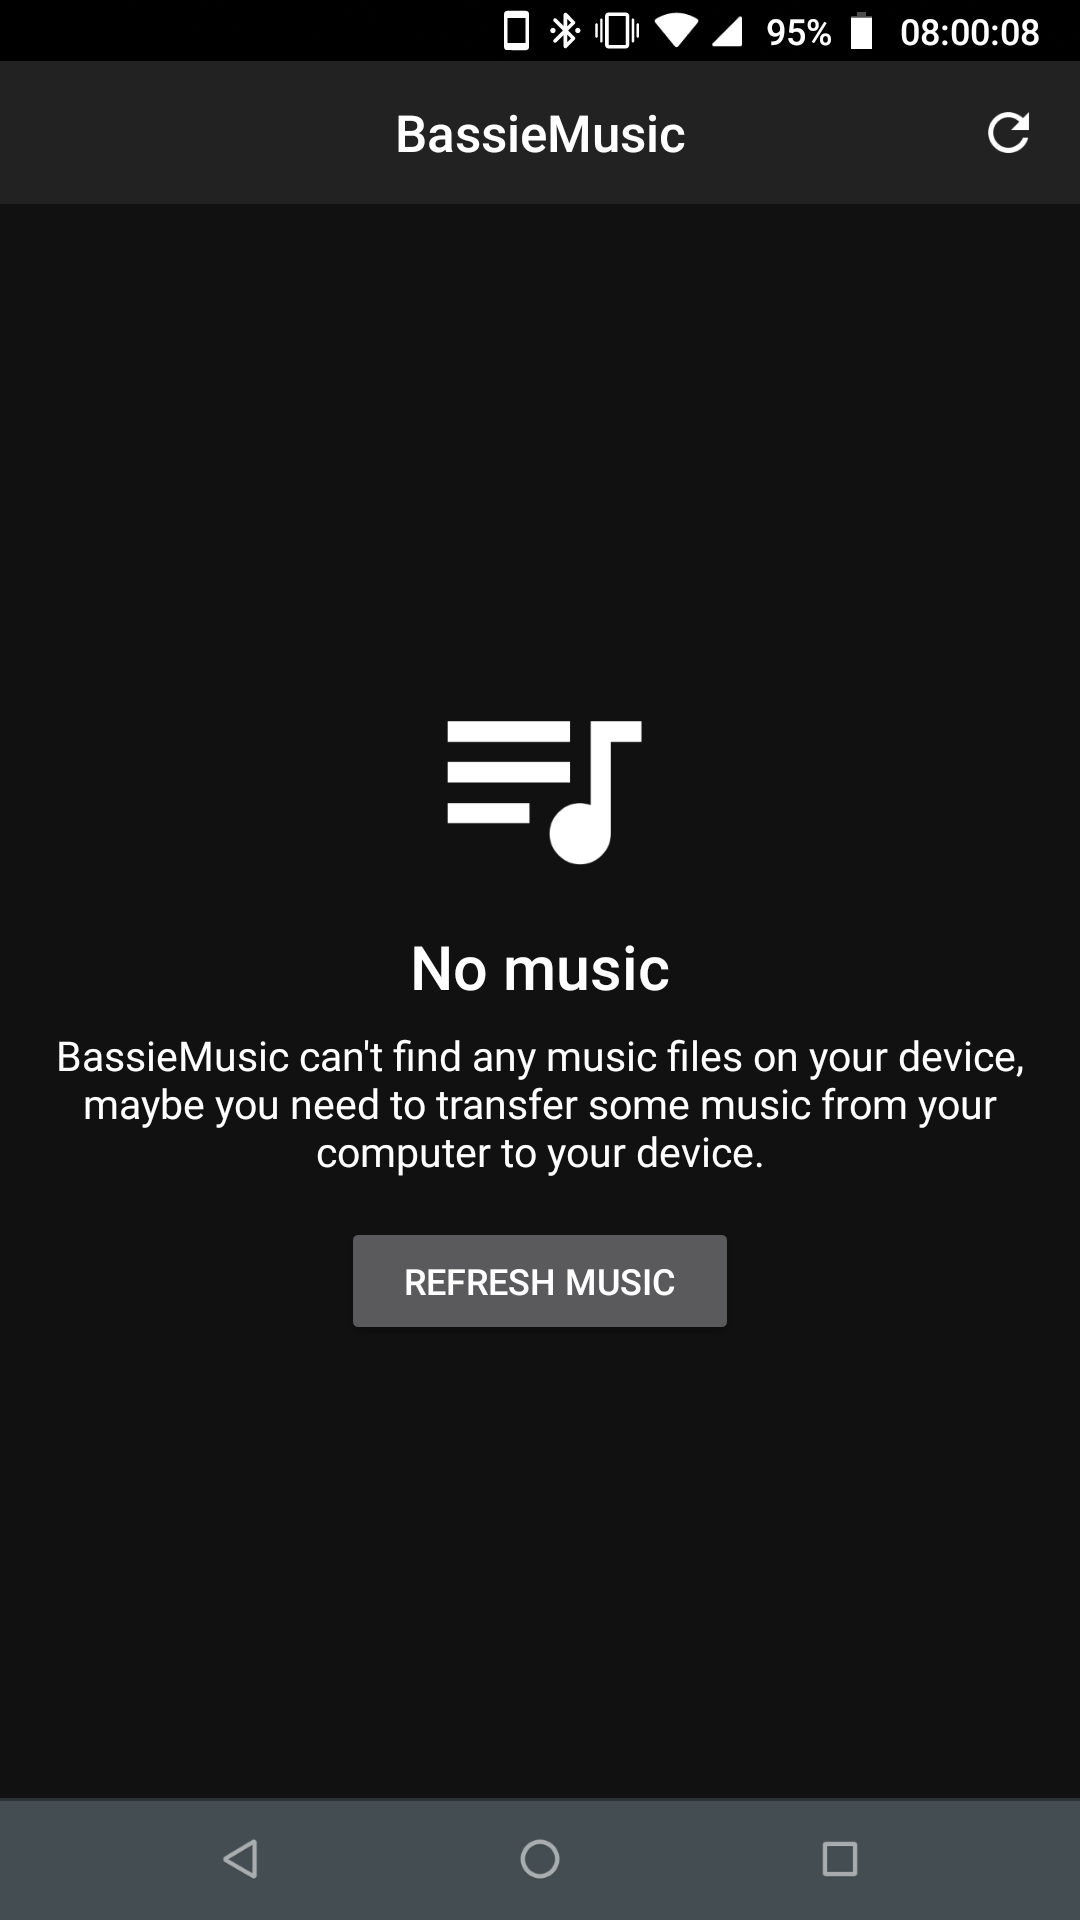 95% 08:00:08
BassieMusic
No music
BassieMusic can't find any music files on your device,
maybe you need to transfer some music from your
computer to your device.
REFRESH MUSIC